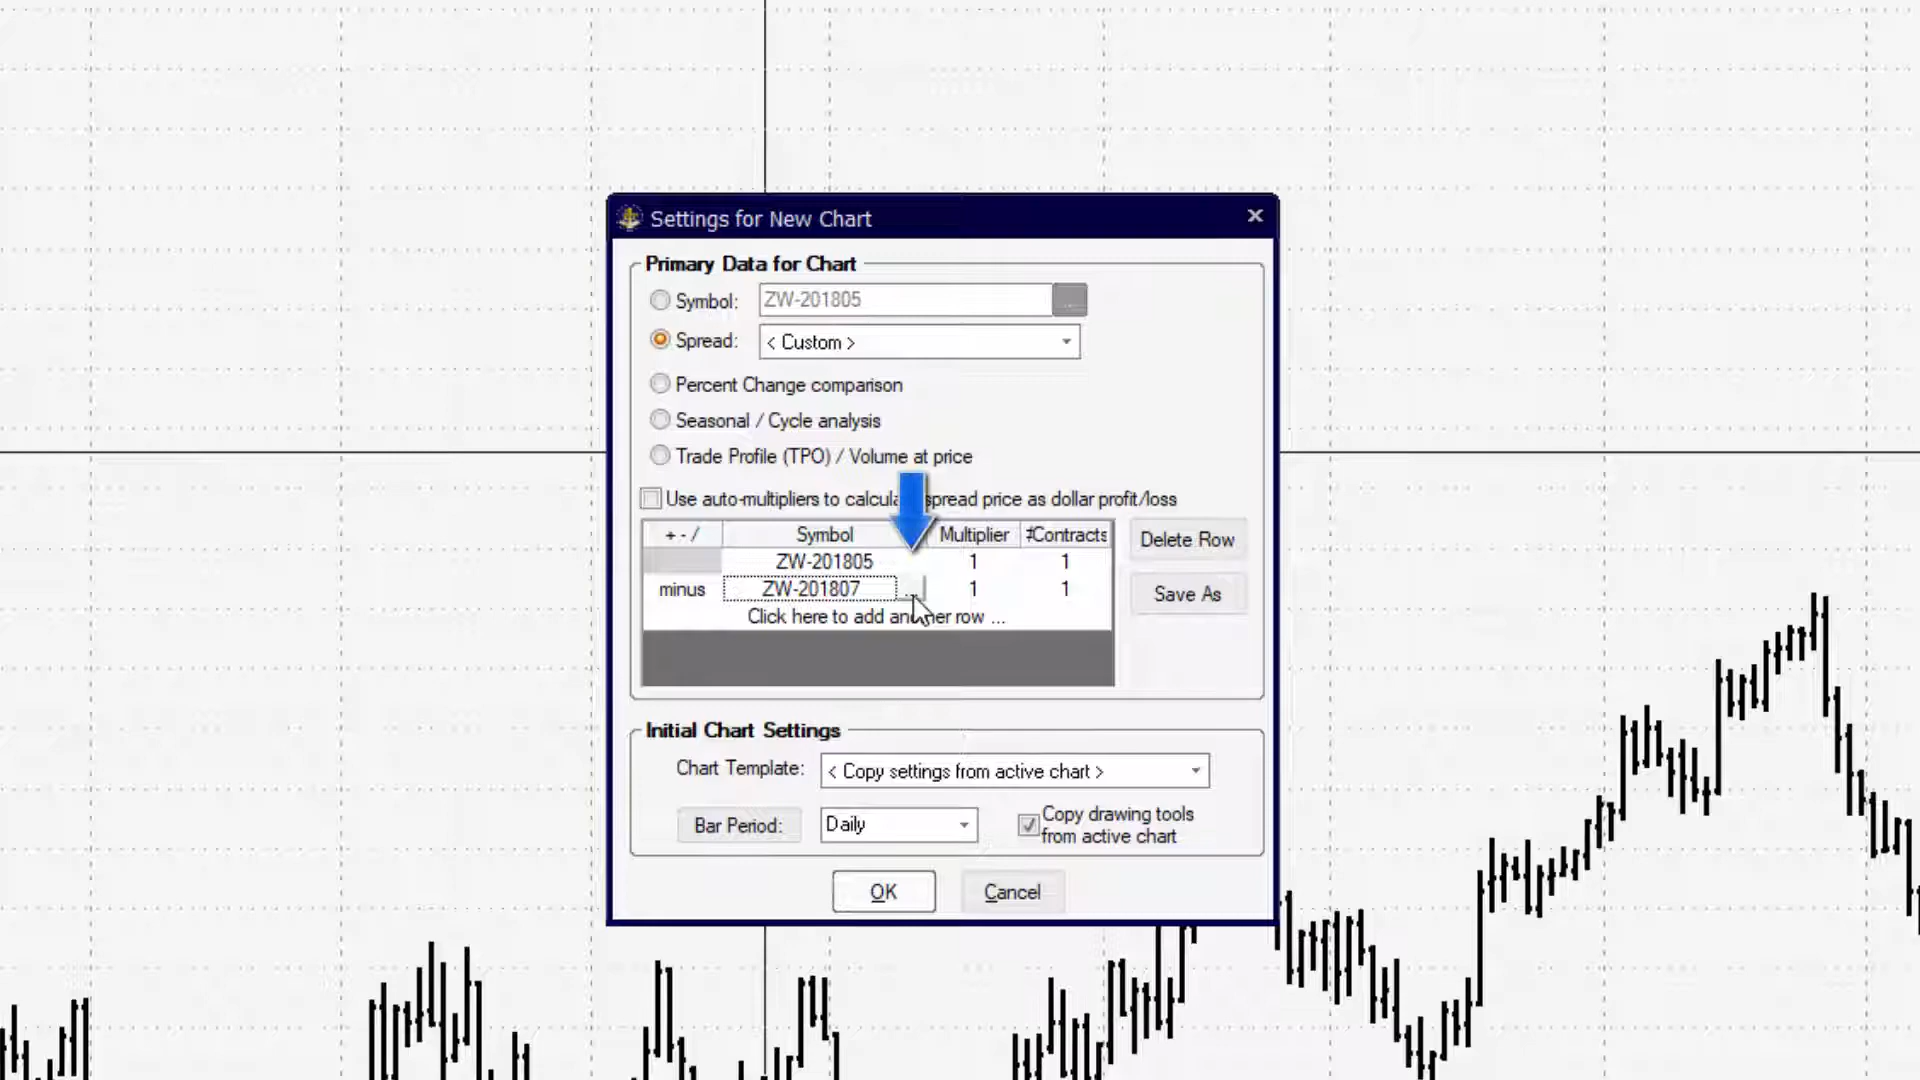 Settings for New Chart
Primary Data for Chart
Symbol: ZW-201805 ...
Spread: < Custom >
Percent Change comparison
Seasonal / Cycle analysis
Trade Profile (TPO) / Volume at price
Use auto-multipliers to spread price as dollar profit/loss
+ - / Symbol Multiplier #Contracts
ZW-201805 1 1
minus ZW-201807 ... 1 1
Click here to add another row ...
Delete Row
Save As
Initial Chart Settings
Chart Template: < Copy settings from active chart >
Bar Period: Daily
Copy drawing tools
from active chart
OK Cancel